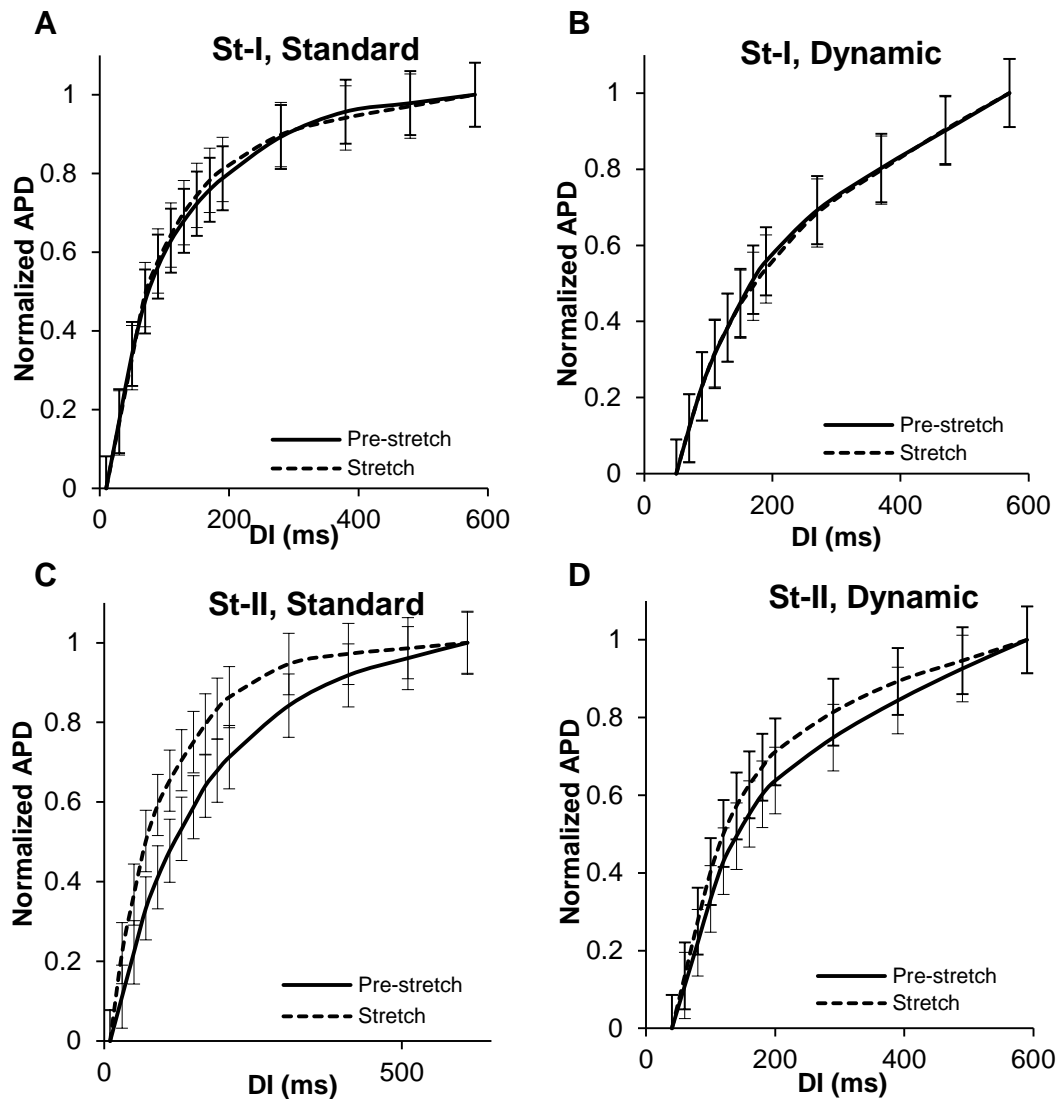 A
St-I, Standard
Normalized APD
1
0.8
0.6
0.4
0.2
0
Pre-stretch
Stretch
0 200 400 600
DI (ms)
B
St-I, Dynamic
Normalized APD
1
0.8
0.6
0.4
0.2
0
Pre-stretch
Stretch
0 200 400 600
DI (ms)
C
St-II, Standard
Normalized APD
1
0.8
0.6
0.4
0.2
0
Pre-stretch
Stretch
0 500
DI (ms)
D
St-II, Dynamic
Normalized APD
1
0.8
0.6
0.4
0.2
0
Pre-stretch
Stretch
0 200 400 600
DI (ms)